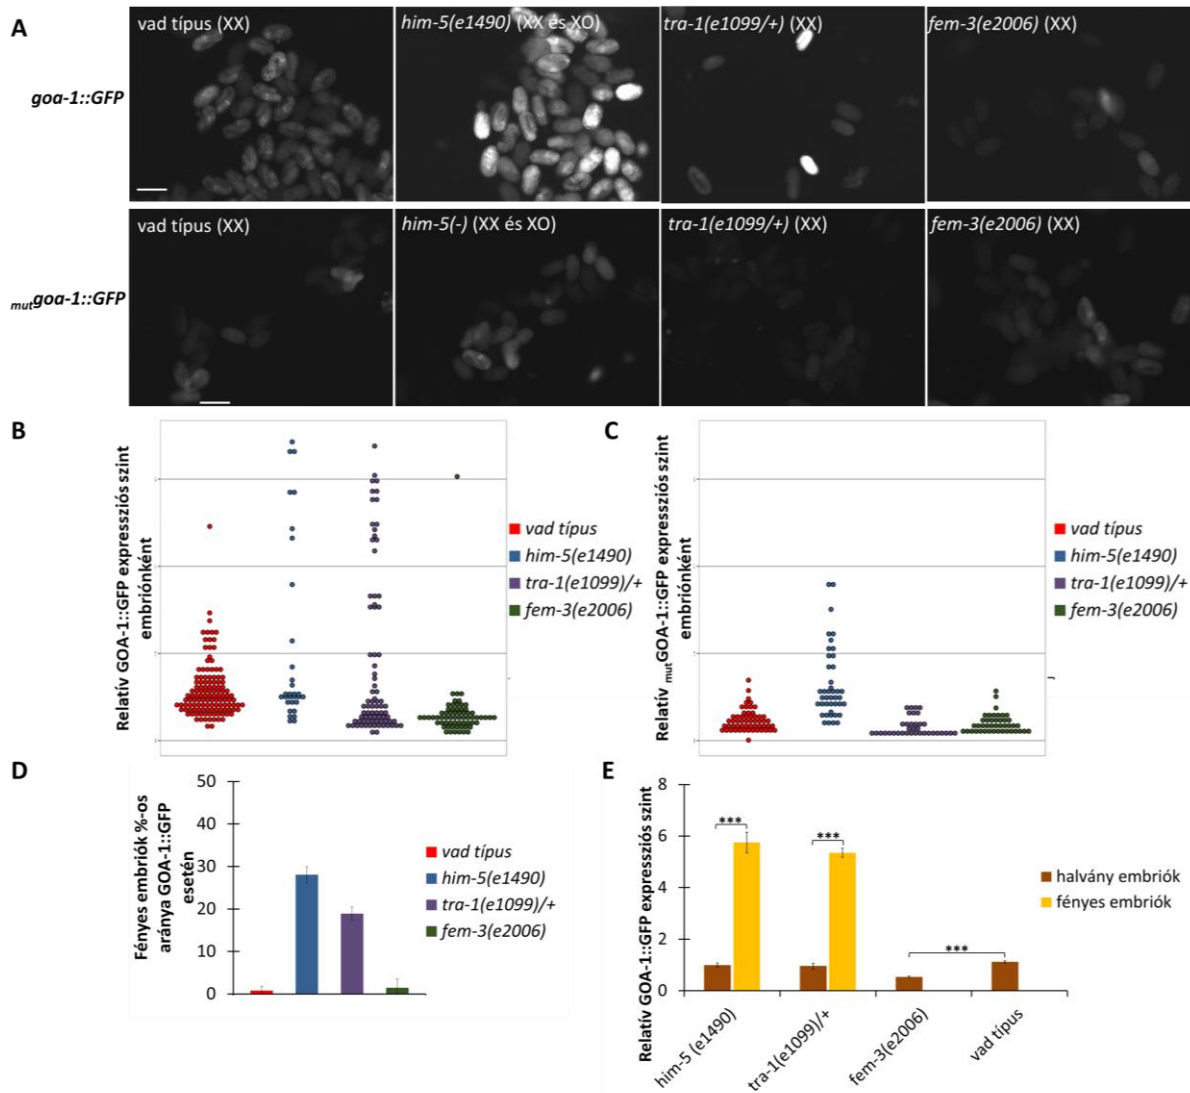 A
vad típus (XX)
him-5(e1490) (XX és XO)
tra-1(e1099/+) (XX)
fem-3(e2006) (XX)
goa-1::GFP
vad típus (XX)
him-5(-) (XX és XO)
tra-1(e1099/+) (XX)
fem-3(e2006) (XX)
mutgoa-1::GFP
B
Relatív GOA-1::GFP expressziós szint
embriónként
vad típus
him-5(e1490)
tra-1(e1099)/+
fem-3(e2006)
C
Relatív mutGOA-1::GFP expressziós szint
embriónként
vad típus
him-5(e1490)
tra-1(e1099)/+
fem-3(e2006)
D
Fényes embriók %-os
aránya GOA-1::GFP
esetén
50
40
30
20
10
0
vad típus
him-5(e1490)
tra-1(e1099)/+
fem-3(e2006)
E
Relatív GOA-1::GFP expressziós szint
8
6
4
2
0
***
***
***
him-5 (e1490)
tra-1(e1099)/+
fem-3(e2006)
vad típus
halvány embriók
fényes embriók